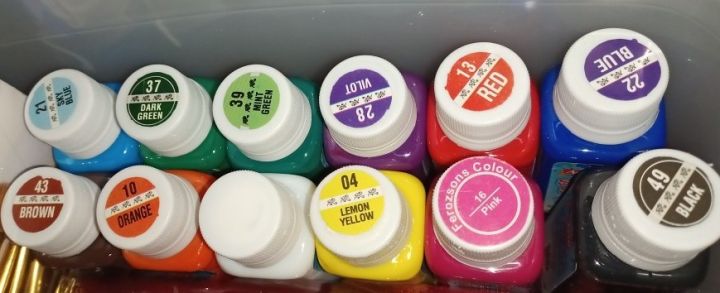 21
SKY
BLUE
37
DARK
GREEN
39
MINT
GREEN
VILOT
28
13
RED
BLUE
22
43
BROWN
10
ORANGE
04
LEMON
YELLOW
Ferozsons Colour
16
Pink
49
BLACK